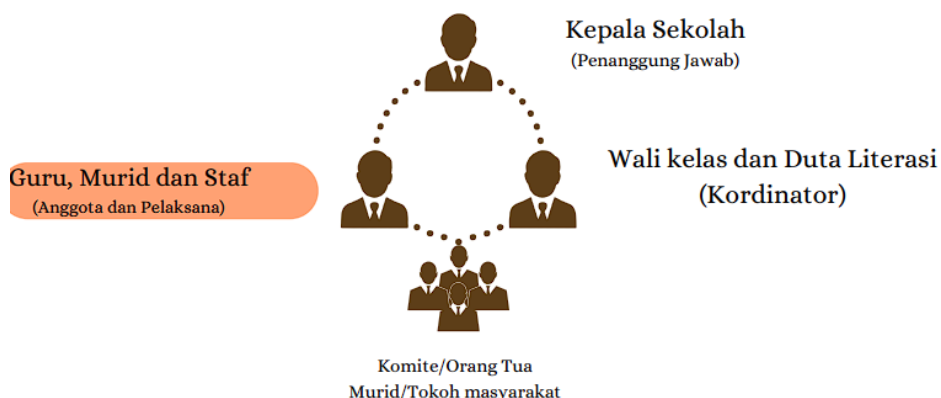 Kepala Sekolah
(Penanggung Jawab)
Guru, Murid dan Staf
(Anggota dan Pelaksana)
Wali kelas dan Duta Literasi
(Kordinator)
Komite/Orang Tua
Murid/Tokoh masyarakat